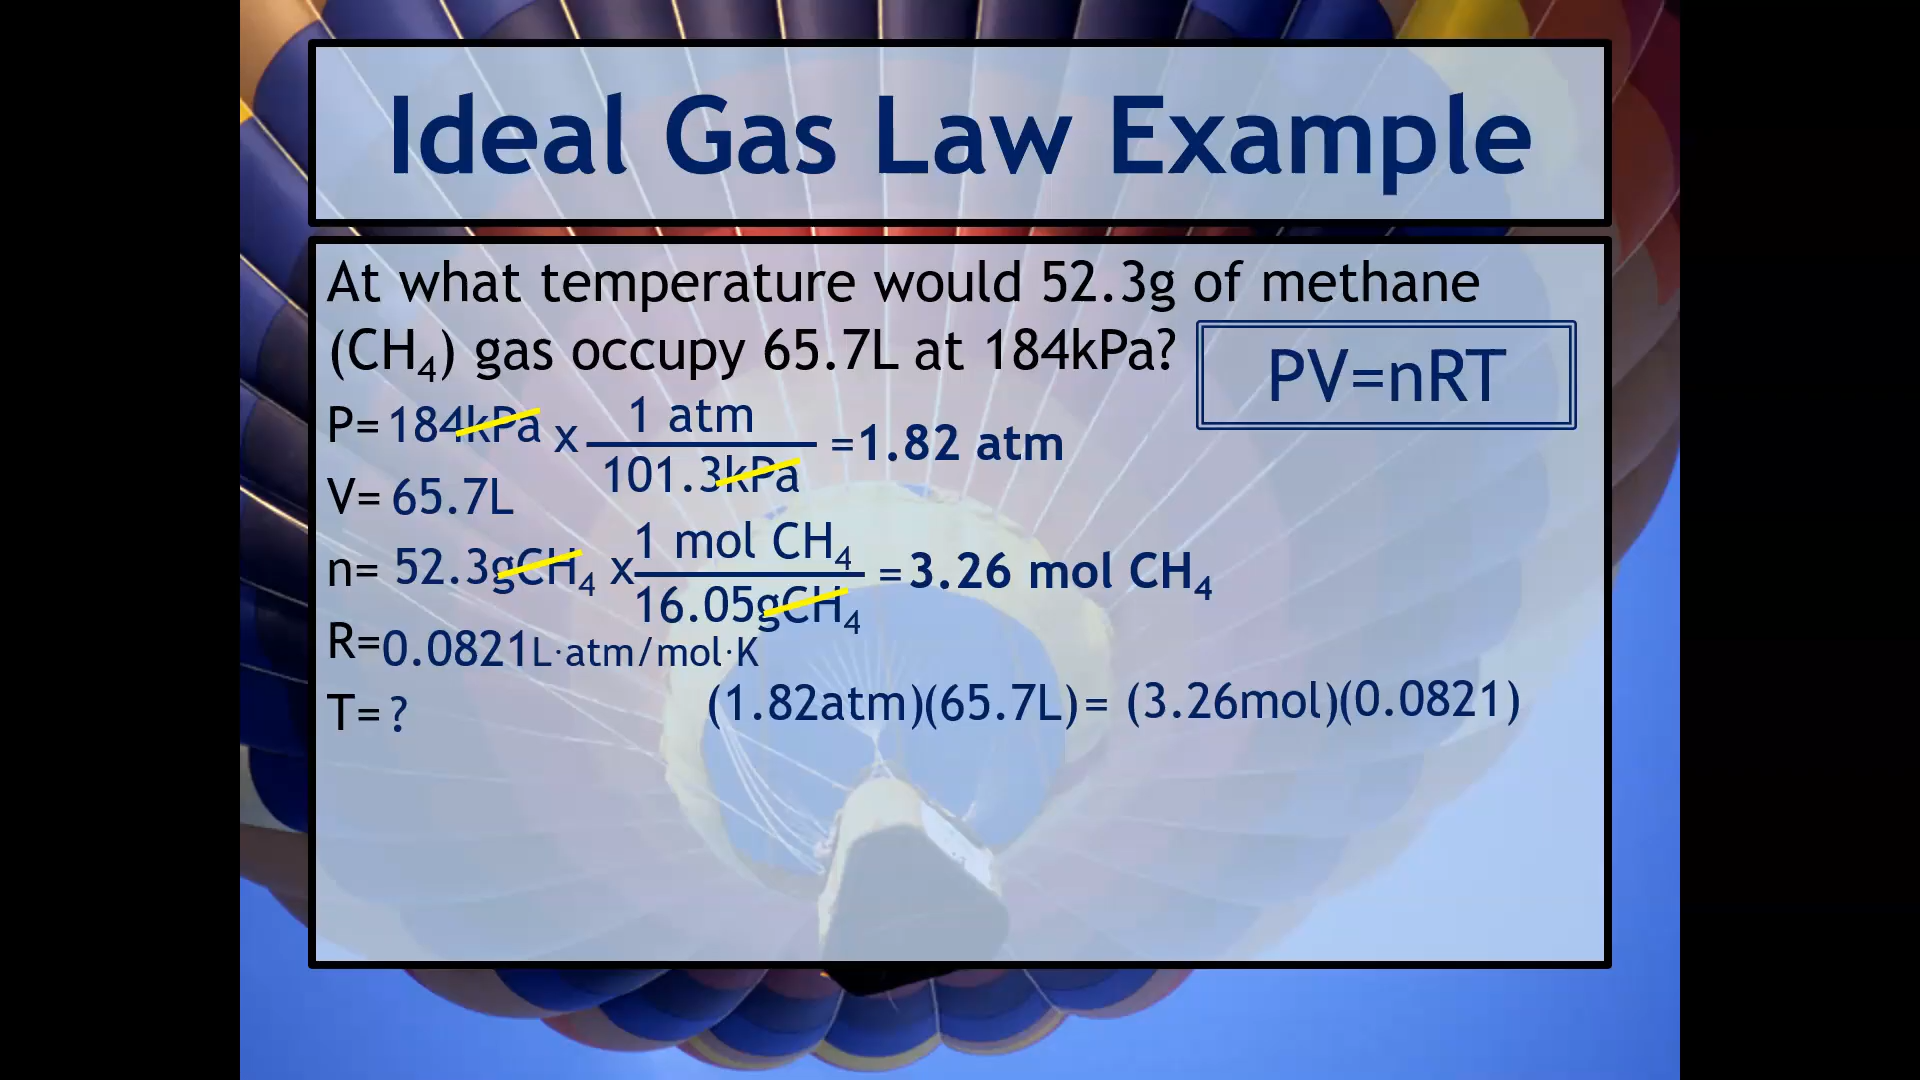 Ideal Gas Law Example
At what temperature would 52.3g of methane
(CH₄) gas occupy 65.7L at 184kPa?
PV=nRT
P= 184kPa x 1 atm / 101.3kPa =1.82 atm
V= 65.7L
n= 52.3gCH₄ x 1 mol CH₄ / 16.05gCH₄ =3.26 mol CH₄
R=0.0821L·atm/mol·K
T= ?
(1.82atm)(65.7L)= (3.26mol)(0.0821)